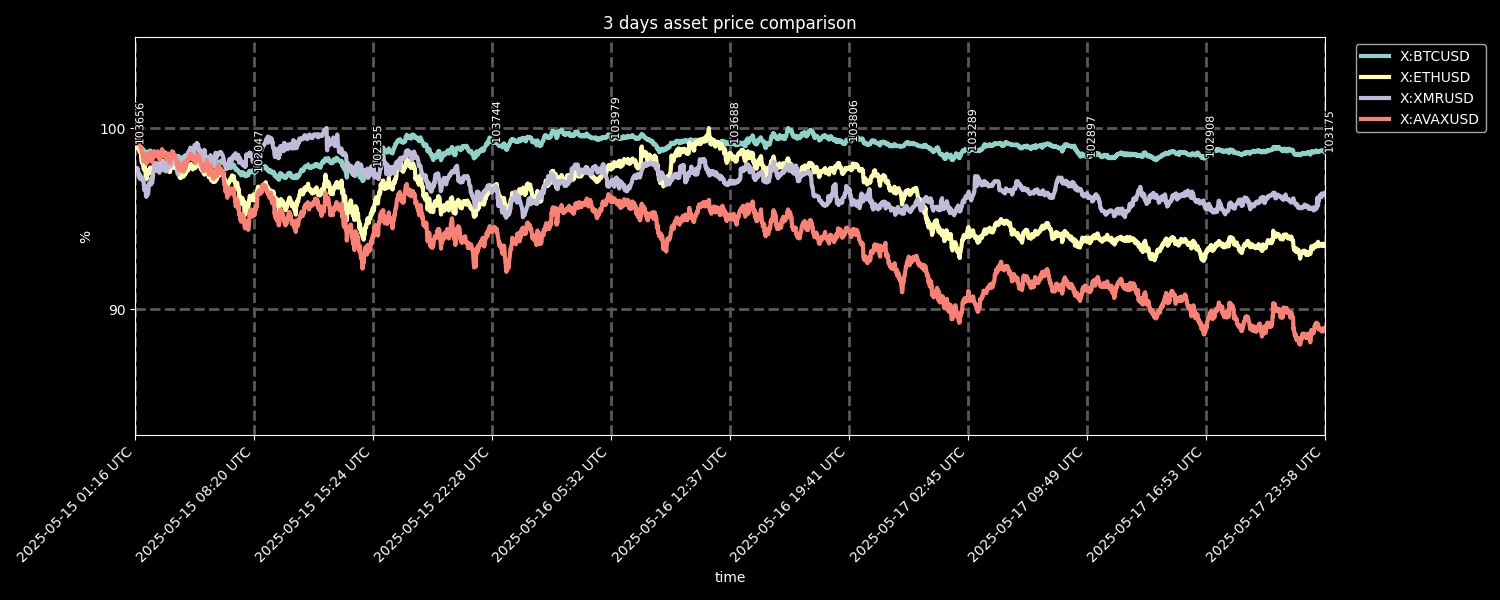 3 days asset price comparison
X:BTCUSD
X:ETHUSD
X:XMRUSD
X:AVAXUSD
100
90
%
103656
102047
102355
103744
103979
103688
103806
103289
102897
102908
103175
2025-05-15 01:16 UTC
2025-05-15 08:20 UTC
2025-05-15 15:24 UTC
2025-05-15 22:28 UTC
2025-05-16 05:32 UTC
2025-05-16 12:37 UTC
2025-05-16 19:41 UTC
2025-05-17 02:45 UTC
2025-05-17 09:49 UTC
2025-05-17 16:53 UTC
2025-05-17 23:58 UTC
time